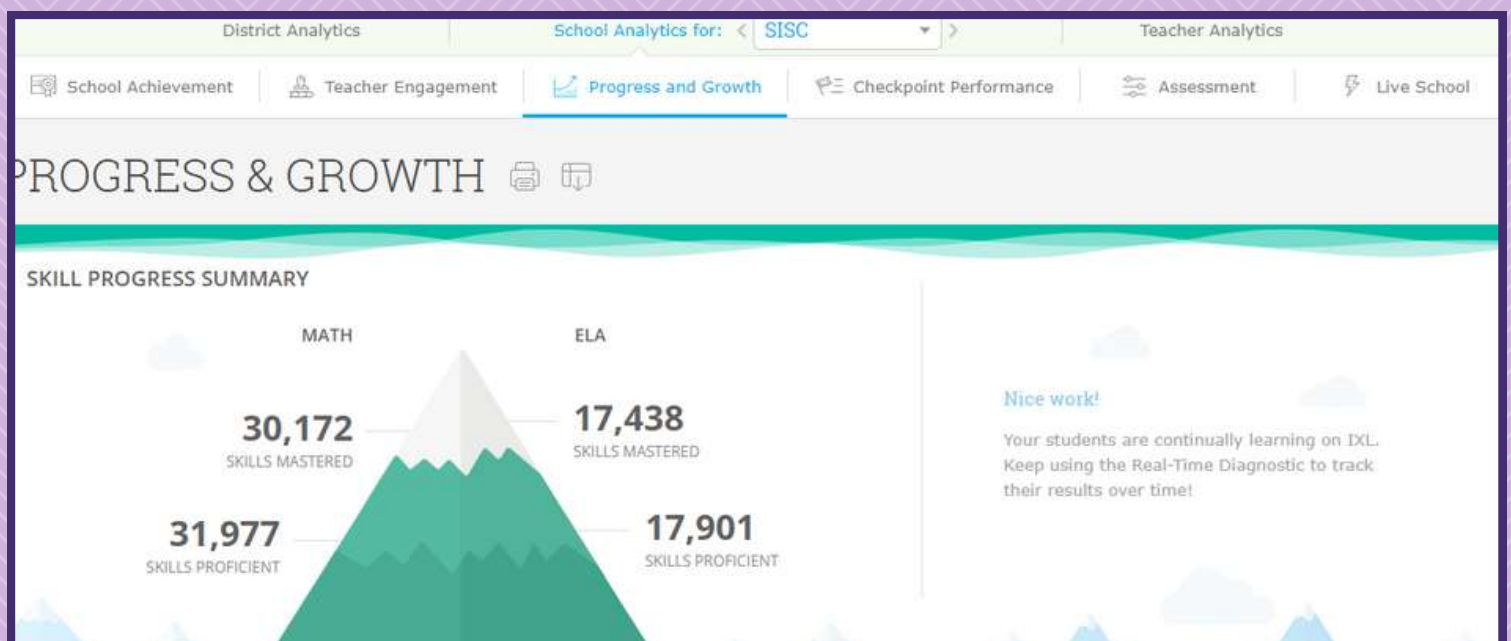 District Analytics
School Analytics for: < SISC >
Teacher Analytics
School Achievement
Teacher Engagement
Progress and Growth
Checkpoint Performance
Assessment
Live School
PROGRESS & GROWTH
SKILL PROGRESS SUMMARY
MATH
ELA
30,172
SKILLS MASTERED
17,438
SKILLS MASTERED
31,977
SKILLS PROFICIENT
17,901
SKILLS PROFICIENT
Nice work!
Your students are continually learning on IXL.
Keep using the Real-Time Diagnostic to track
their results over time!